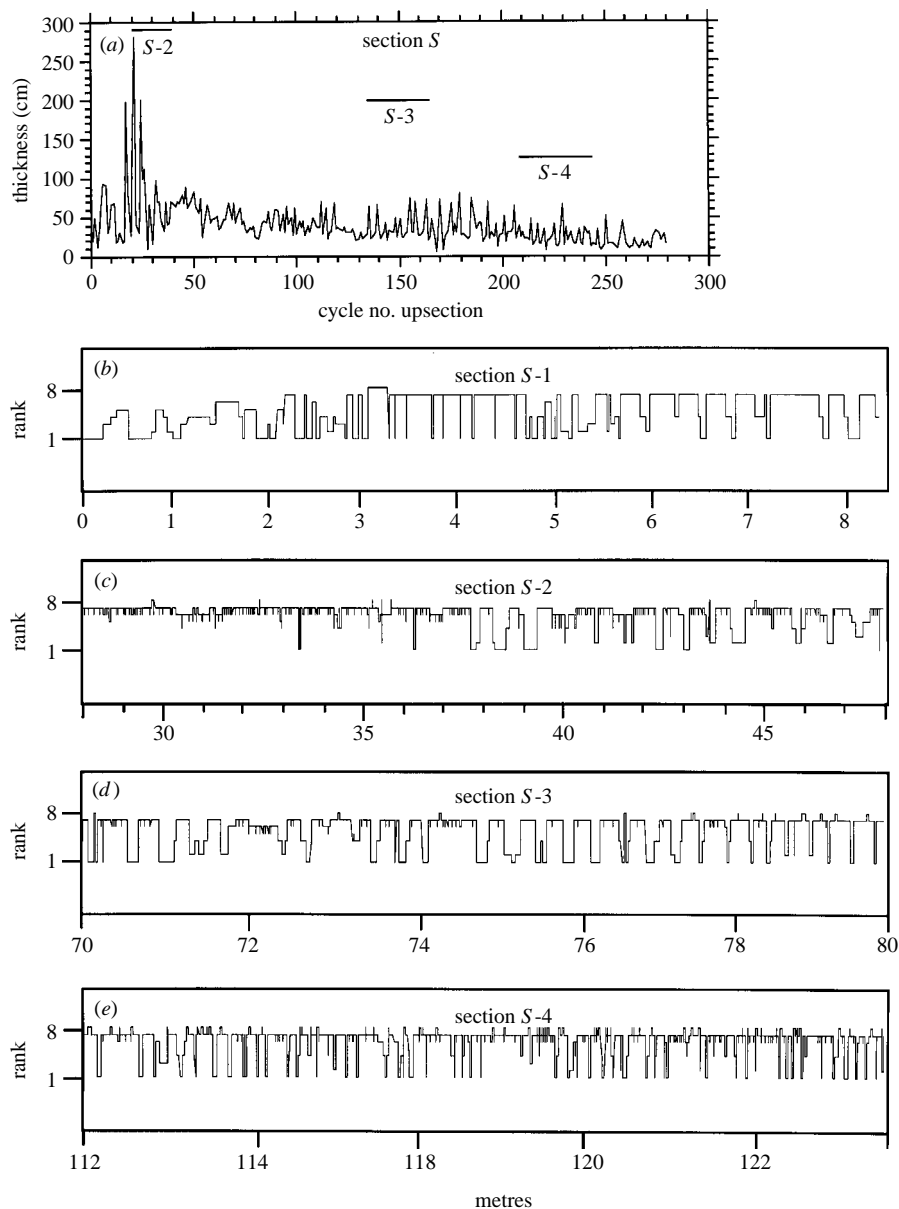 300
250
200
150
100
50
0
thickness (cm)
(a)
S-2
section S
S-3
S-4
0 50 100 150 200 250 300
cycle no. upsection
(b)
section S-1
8
1
rank
0 1 2 3 4 5 6 7 8
(c)
section S-2
8
1
rank
30 35 40 45
(d)
section S-3
8
1
rank
70 72 74 76 78 80
(e)
section S-4
8
1
rank
112 114 118 120 122
metres